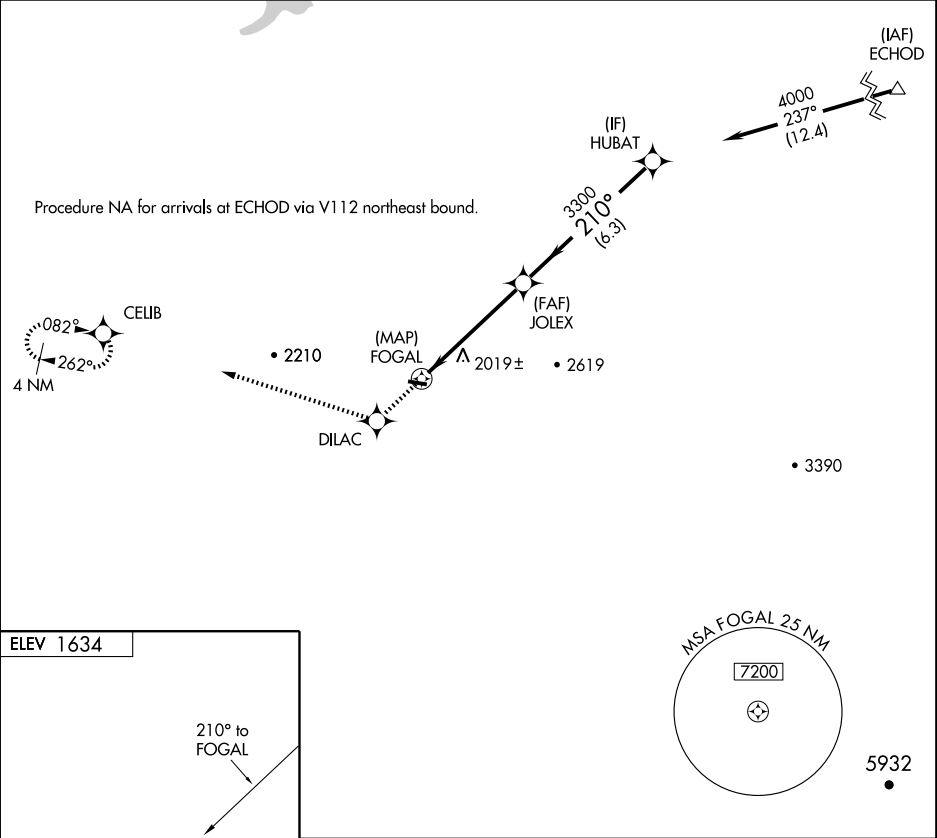 (IAF)
ECHOD
4000
237°
(12.4)
(IF)
HUBAT
3300
210°
(6.3)
Procedure NA for arrivals at ECHOD via V112 northeast bound.
(FAF)
JOLEX
CELIB
082°
262°
4 NM
(MAP)
FOGAL
2210
2019±
2619
DILAC
3390
ELEV 1634
MSA FOGAL 25 NM
7200
210° to
FOGAL
5932